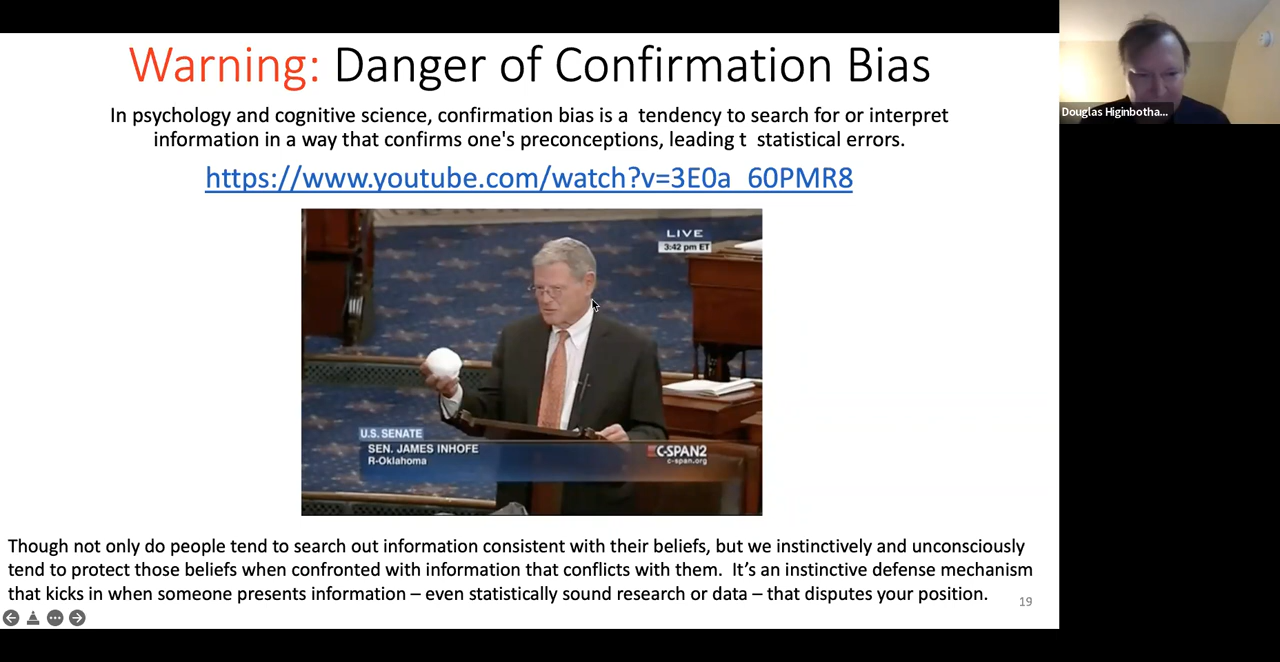 Warning: Danger of Confirmation Bias
In psychology and cognitive science, confirmation bias is a tendency to search for or interpret
information in a way that confirms one's preconceptions, leading t statistical errors.
https://www.youtube.com/watch?v=3E0a_60PMR8
LIVE
3:42 pm ET
U.S. SENATE
SEN. JAMES INHOFE
R-Oklahoma
C-SPAN2
c-span.org
Though not only do people tend to search out information consistent with their beliefs, but we instinctively and unconsciously
tend to protect those beliefs when confronted with information that conflicts with them. It’s an instinctive defense mechanism
that kicks in when someone presents information – even statistically sound research or data – that disputes your position.
19
Douglas Higinbotha...